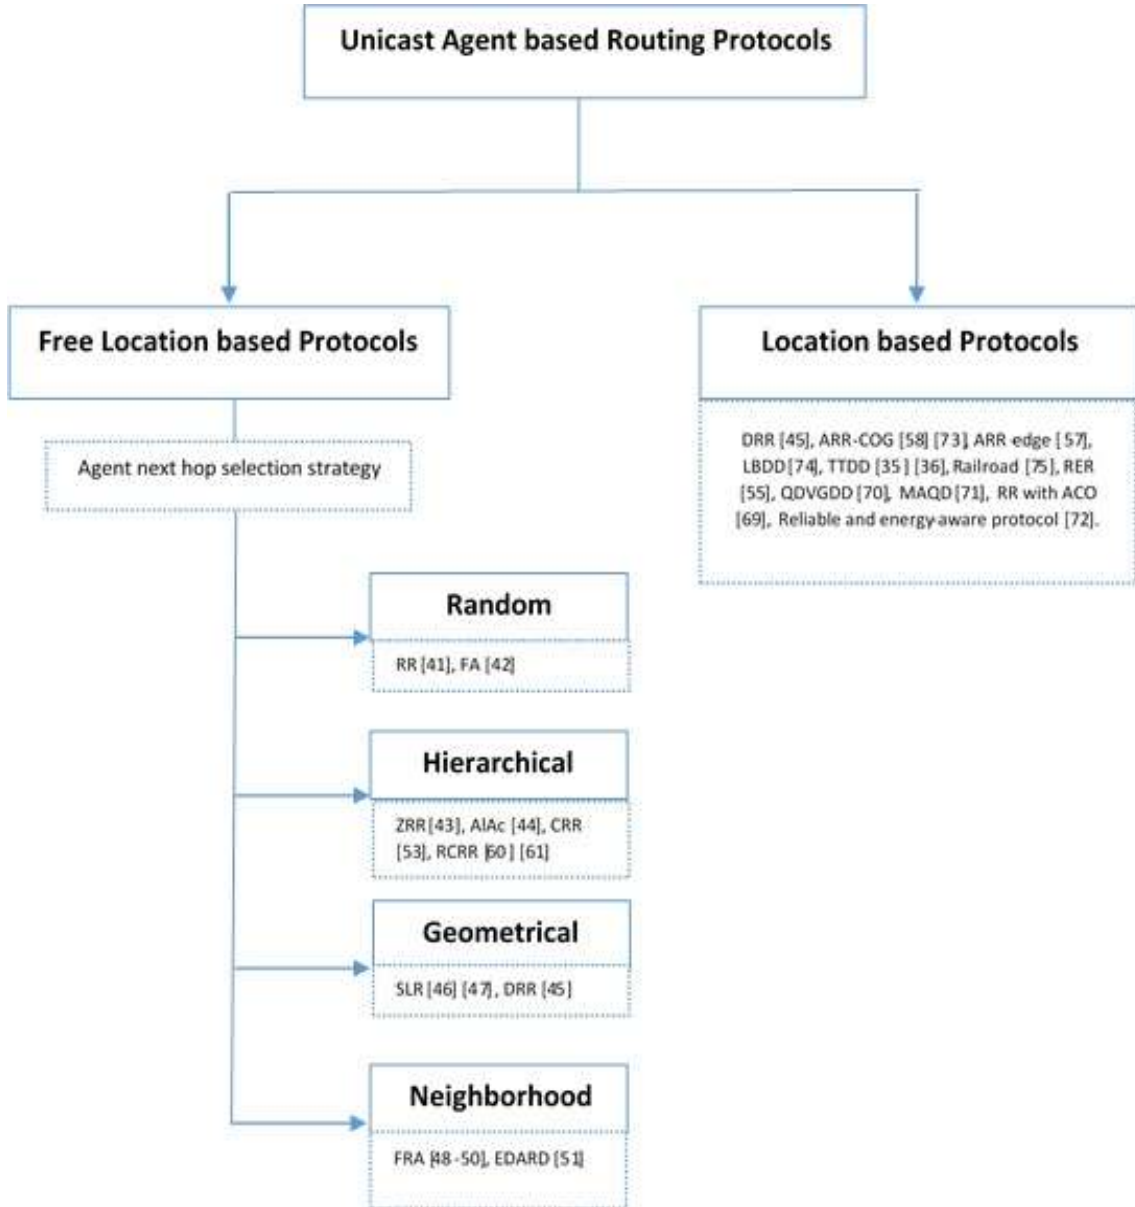 Unicast Agent based Routing Protocols
Free Location based Protocols
Location based Protocols
Agent next hop selection strategy
DRR [45], ARR-COG [58] [73], ARR-edge [57],
LBDD [74], TTDD [35] [36], Railroad [75], RER
[55], QDVGDD [70], MAQD [71], RR with ACO
[69], Reliable and energy-aware protocol [72].
Random
RR [41], FA [42]
Hierarchical
ZRR [43], AIAc [44], CRR
[53], RCRR [60] [61]
Geometrical
SLR [46] [47], DRR [45]
Neighborhood
FRA [48-50], EDARD [51]